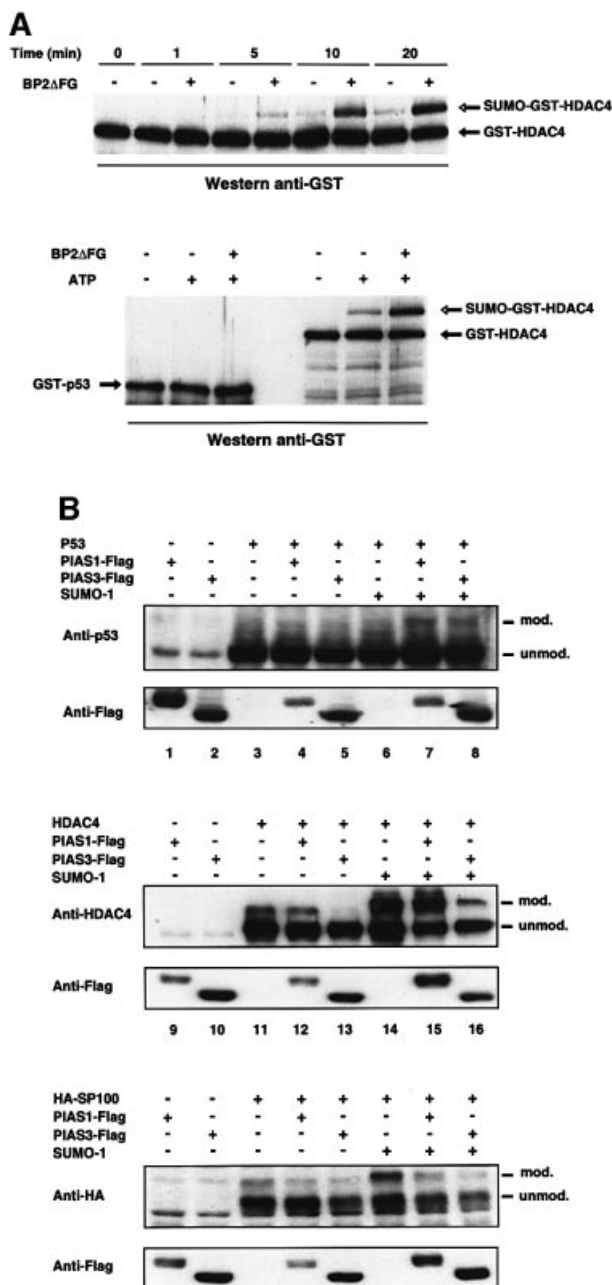 A
Time (min) 0 1 5 10 20
BP2ΔFG - - + - + - + - +
SUMO-GST-HDAC4
GST-HDAC4
Western anti-GST
BP2ΔFG - - + - - +
ATP - + + - + +
SUMO-GST-HDAC4
GST-HDAC4
GST-p53
Western anti-GST
B
P53 - - + + + + + +
PIAS1-Flag + - - + - - + -
PIAS3-Flag - + - - + - - +
SUMO-1 - - - - - + + +
Anti-p53
mod.
unmod.
Anti-Flag
1 2 3 4 5 6 7 8
HDAC4 - - + + + + + +
PIAS1-Flag + - - + - - + -
PIAS3-Flag - + - - + - - +
SUMO-1 - - - - - + + +
Anti-HDAC4
mod.
unmod.
Anti-Flag
9 10 11 12 13 14 15 16
HA-SP100 - - + + + + + +
PIAS1-Flag + - - + - - + -
PIAS3-Flag - + - - + - - +
SUMO-1 - - - - - + + +
Anti-HA
mod.
unmod.
Anti-Flag